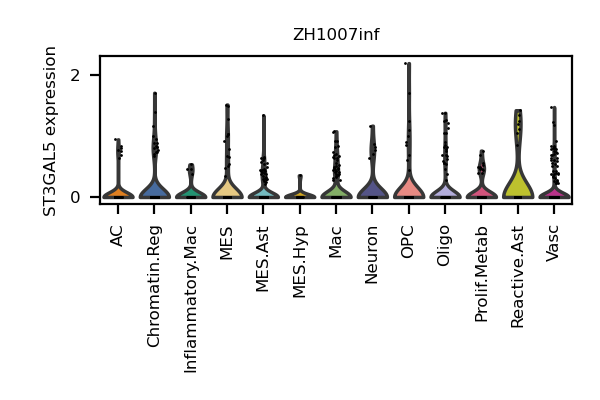 ZH1007inf
ST3GAL5 expression
2
0
AC
Chromatin.Reg
Inflammatory.Mac
MES
MES.Ast
MES.Hyp
Mac
Neuron
OPC
Oligo
Prolif.Metab
Reactive.Ast
Vasc